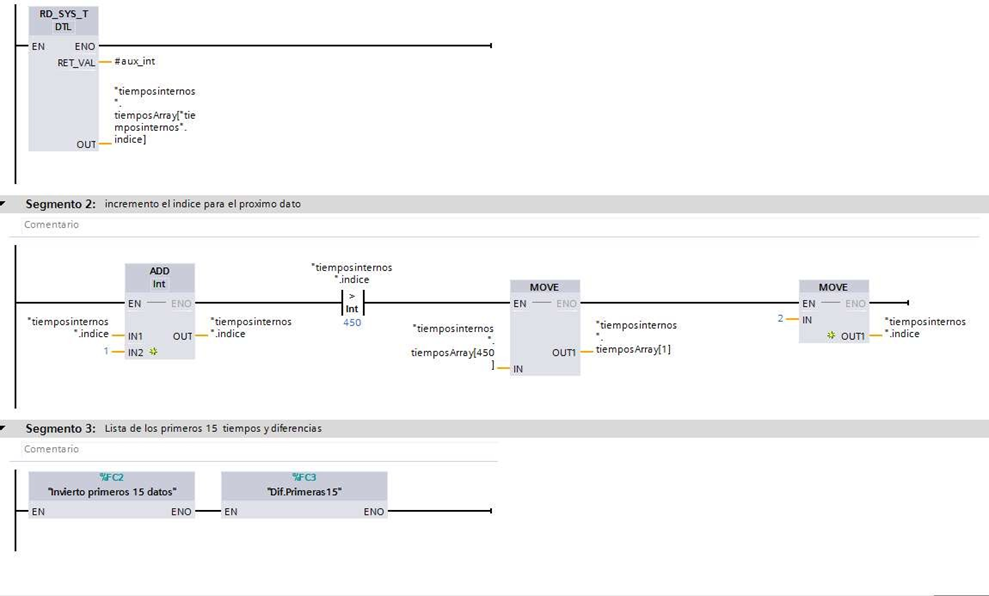 RD_SYS_T
DTL
EN ENO
RET_VAL #aux_int
"tiemposinternos
".
tiemposArray["tie
mposinternos".
indice]
OUT
Segmento 2: incremento el indice para el proximo dato
Comentario
ADD
Int
EN ENO
"tiemposinternos
".indice
IN1
OUT
"tiemposinternos
".indice
1
IN2
"tiemposinternos
".indice
>
Int
450
MOVE
EN ENO
"tiemposinternos
".
tiemposArray[450
]
IN
OUT1
"tiemposinternos
".
tiemposArray[1]
MOVE
EN ENO
2
IN
OUT1
"tiemposinternos
".indice
Segmento 3: Lista de los primeros 15 tiempos y diferencias
Comentario
%FC2
"Invierto primeros 15 datos"
EN ENO
%FC3
"Dif.Primeras15"
EN ENO